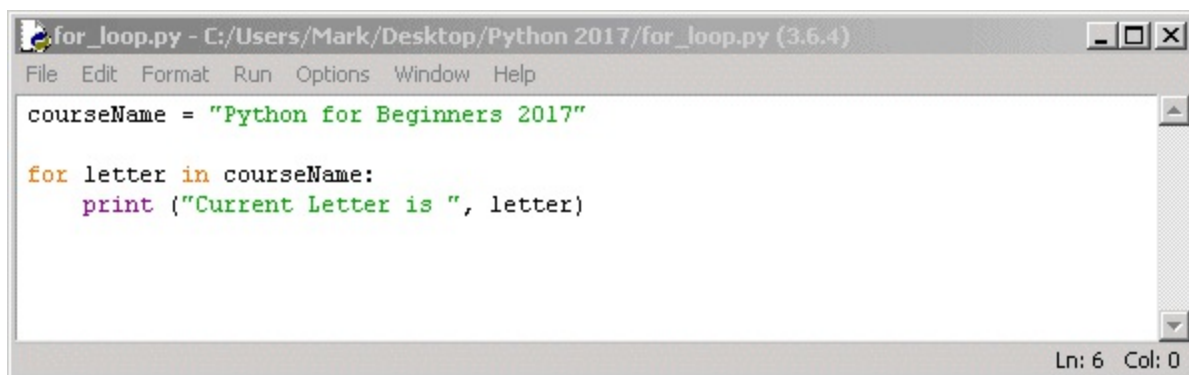 for_loop.py - C:/Users/Mark/Desktop/Python 2017/for_loop.py (3.6.4)
File Edit Format Run Options Window Help
courseName = "Python for Beginners 2017"
for letter in courseName:
    print ("Current Letter is ", letter)
Ln: 6 Col: 0